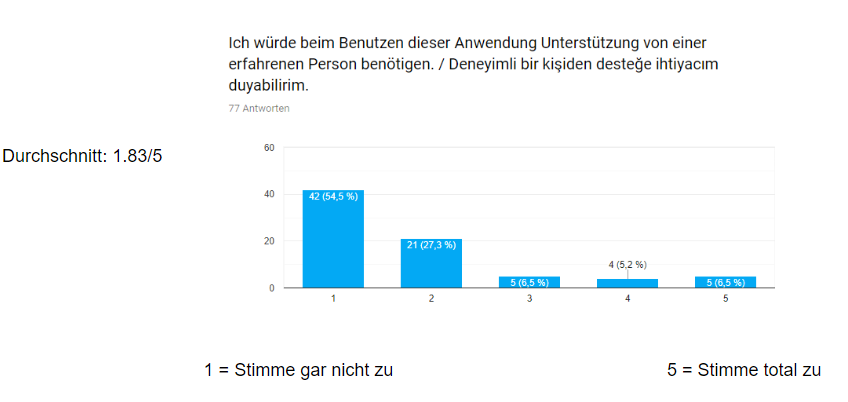 Ich würde beim Benutzen dieser Anwendung Unterstützung von einer
erfahrenen Person benötigen. / Deneyimli bir kişiden desteğe ihtiyacım
duyabilirim.
77 Antworten
Durchschnitt: 1.83/5
60
40
20
0
42 (54,5 %)
21 (27,3 %)
5 (6,5 %)
4 (5,2 %)
5 (6,5 %)
1 2 3 4 5
1 = Stimme gar nicht zu
5 = Stimme total zu